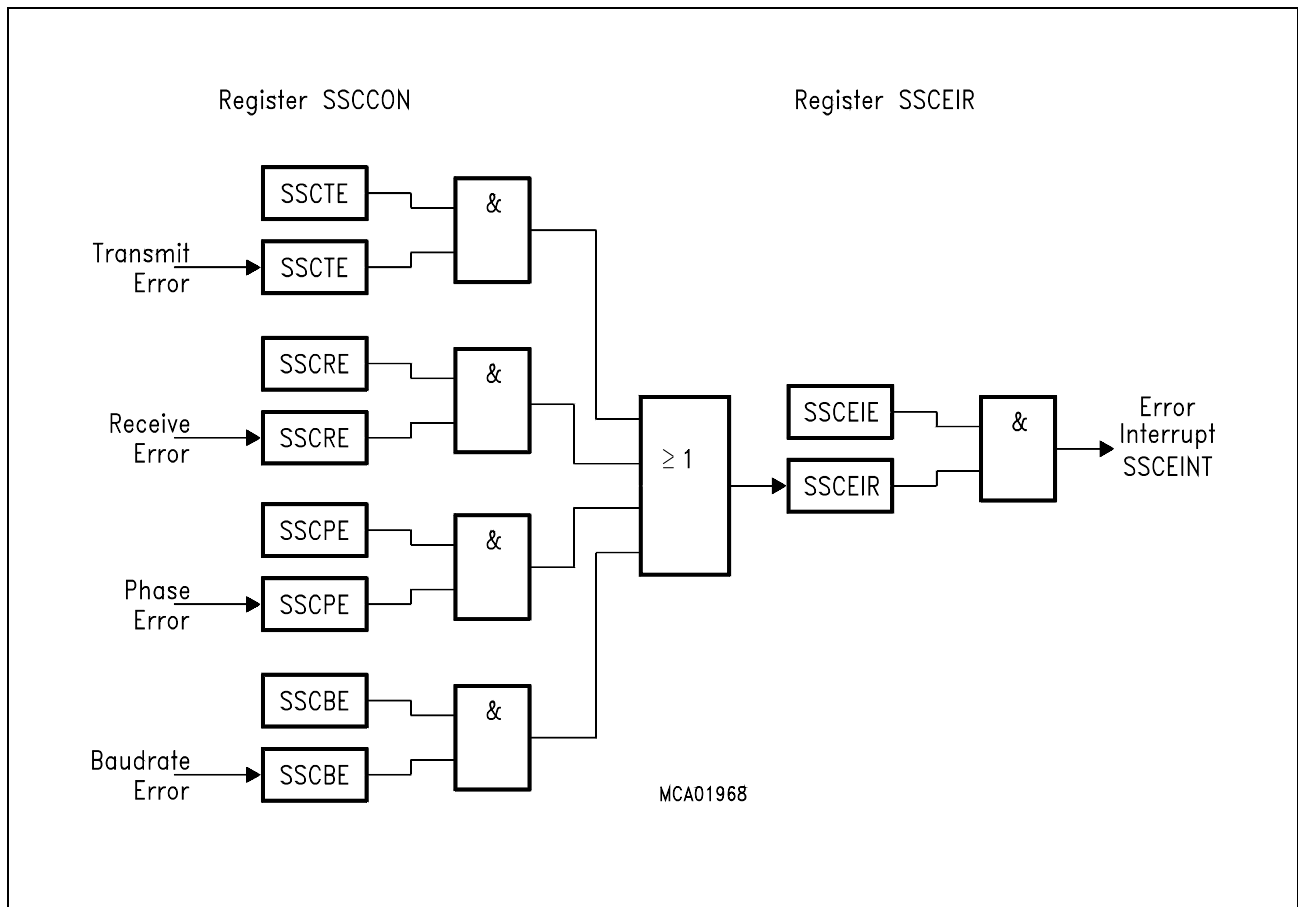 Register SSCCON
Register SSCEIR
SSCTE
&
Transmit
Error
SSCTE
SSCRE
&
Receive
Error
SSCRE
≥ 1
SSCEIE
&
SSCEIR
Error
Interrupt
SSCEINT
SSCPE
&
Phase
Error
SSCPE
SSCBE
&
Baudrate
Error
SSCBE
MCA01968